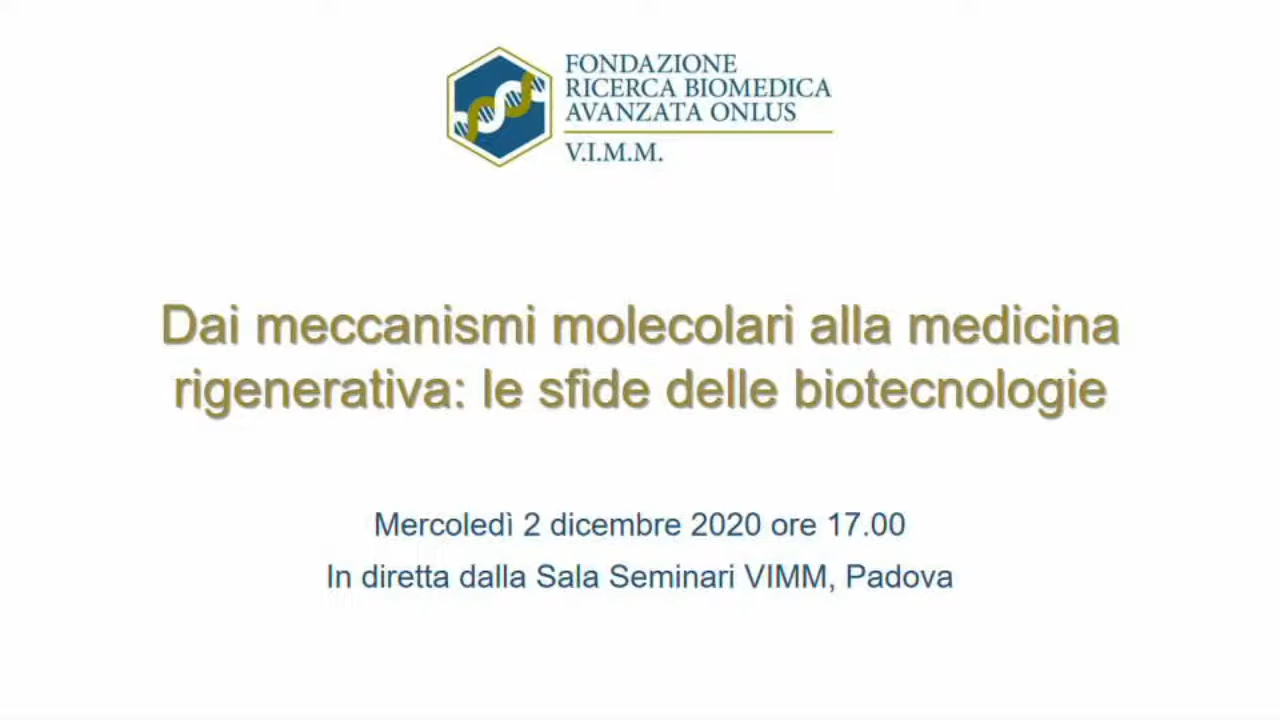 FONDAZIONE
RICERCA BIOMEDICA
AVANZATA ONLUS
V.I.M.M.
Dai meccanismi molecolari alla medicina
rigenerativa: le sfide delle biotecnologie
Mercoledì 2 dicembre 2020 ore 17.00
In diretta dalla Sala Seminari VIMM, Padova